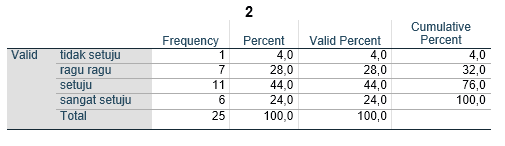 2
Frequency Percent Valid Percent Cumulative Percent
Valid tidak setuju 1 4,0 4,0 4,0
ragu ragu 7 28,0 28,0 32,0
setuju 11 44,0 44,0 76,0
sangat setuju 6 24,0 24,0 100,0
Total 25 100,0 100,0